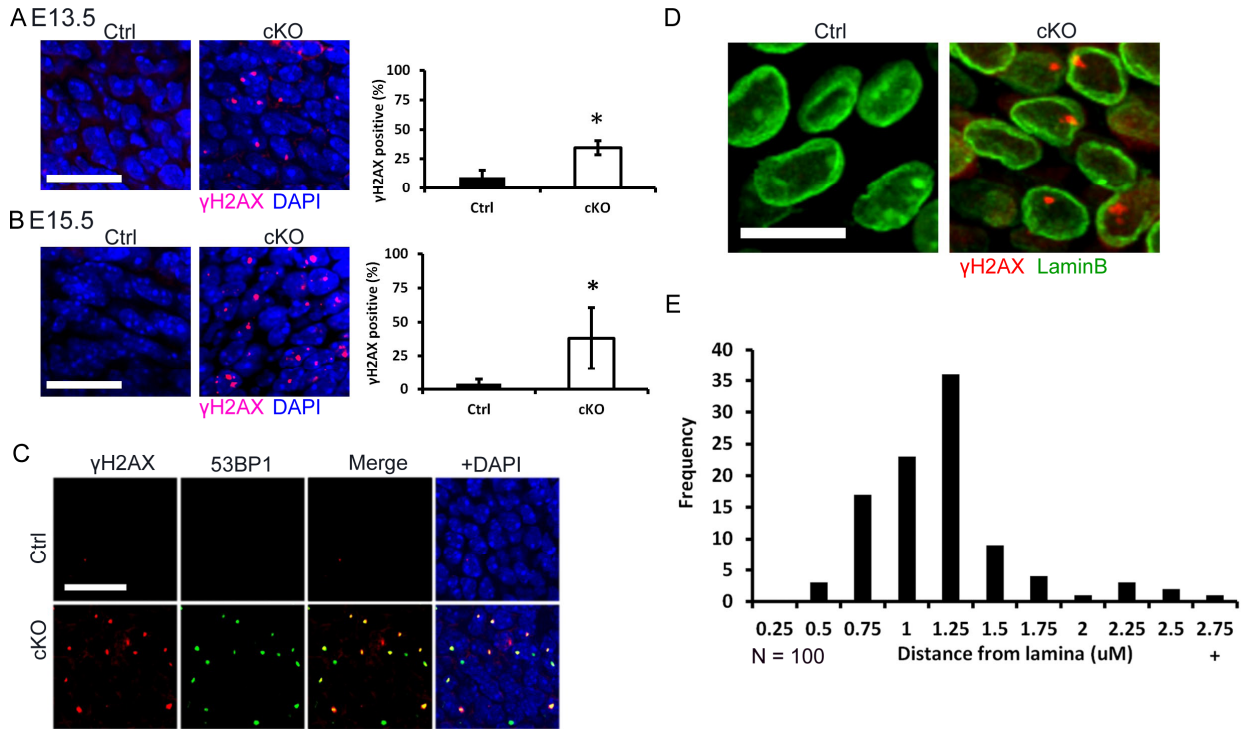 A E13.5
Ctrl cKO
γH2AX DAPI
γH2AX positive (%)
100
75
50
25
0
*
Ctrl cKO
B E15.5
Ctrl cKO
γH2AX DAPI
γH2AX positive (%)
100
75
50
25
0
*
Ctrl cKO
C
γH2AX 53BP1 Merge +DAPI
Ctrl
cKO
D
Ctrl cKO
γH2AX LaminB
E
Frequency
40
35
30
25
20
15
10
5
0
0.25 0.5 0.75 1 1.25 1.5 1.75 2 2.25 2.5 2.75
N = 100 Distance from lamina (uM) +